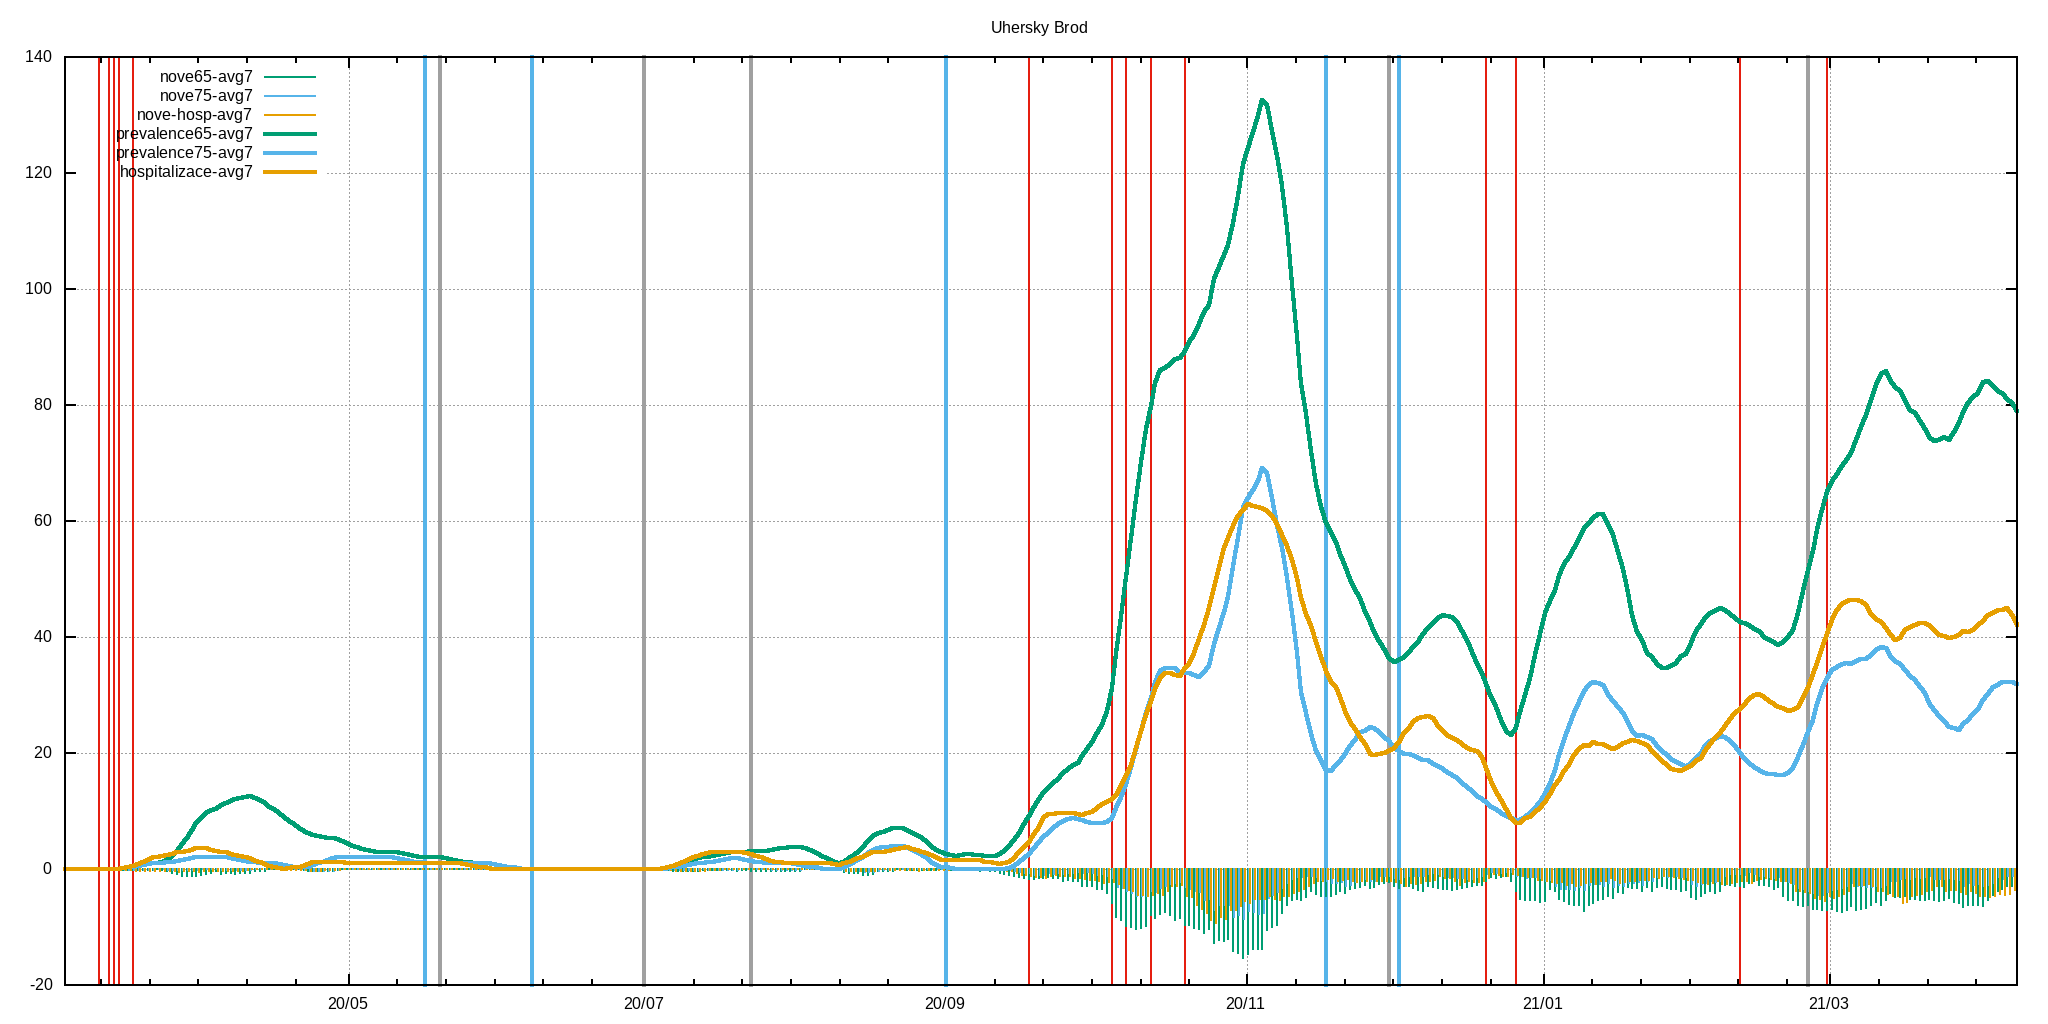 Uhersky Brod
140
120
100
80
60
40
20
0
-20
nove65-avg7
nove75-avg7
nove-hosp-avg7
prevalence65-avg7
prevalence75-avg7
hospitalizace-avg7
20/05
20/07
20/09
20/11
21/01
21/03